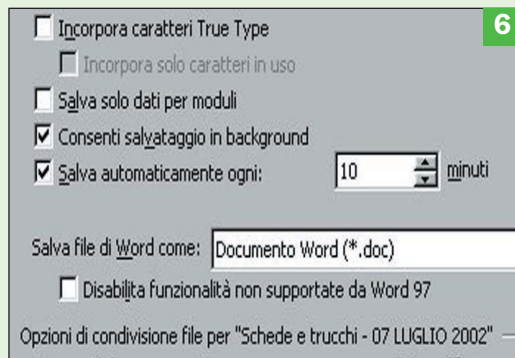 6
Incorpora caratteri True Type
Incorpora solo caratteri in uso
Salva solo dati per moduli
Consenti salvataggio in background
Salva automaticamente ogni: 10 minuti
Salva file di Word come: Documento Word (*.doc)
Disabilita funzionalità non supportate da Word 97
Opzioni di condivisione file per "Schede e trucchi - 07 LUGLIO 2002"